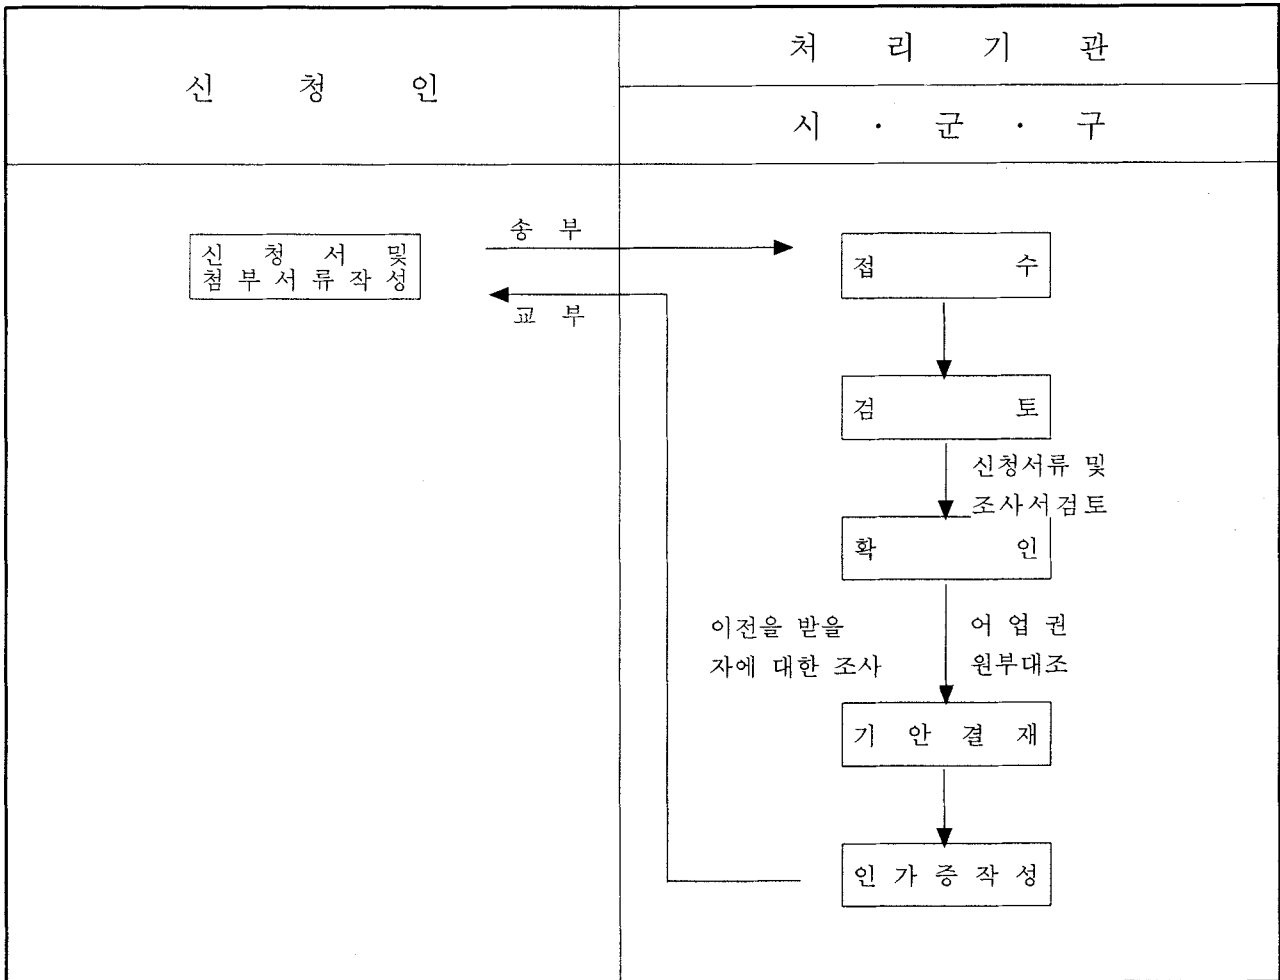 신 청 인
처 리 기 관
시 · 군 · 구
신 청 서 및
첨 부 서 류 작 성
송 부
교 부
접 수
검 토
신청서류 및
조사서검토
확 인
이전을 받을
자에 대한 조사
어 업 권
원부대조
기 안 결 재
인 가 증 작 성